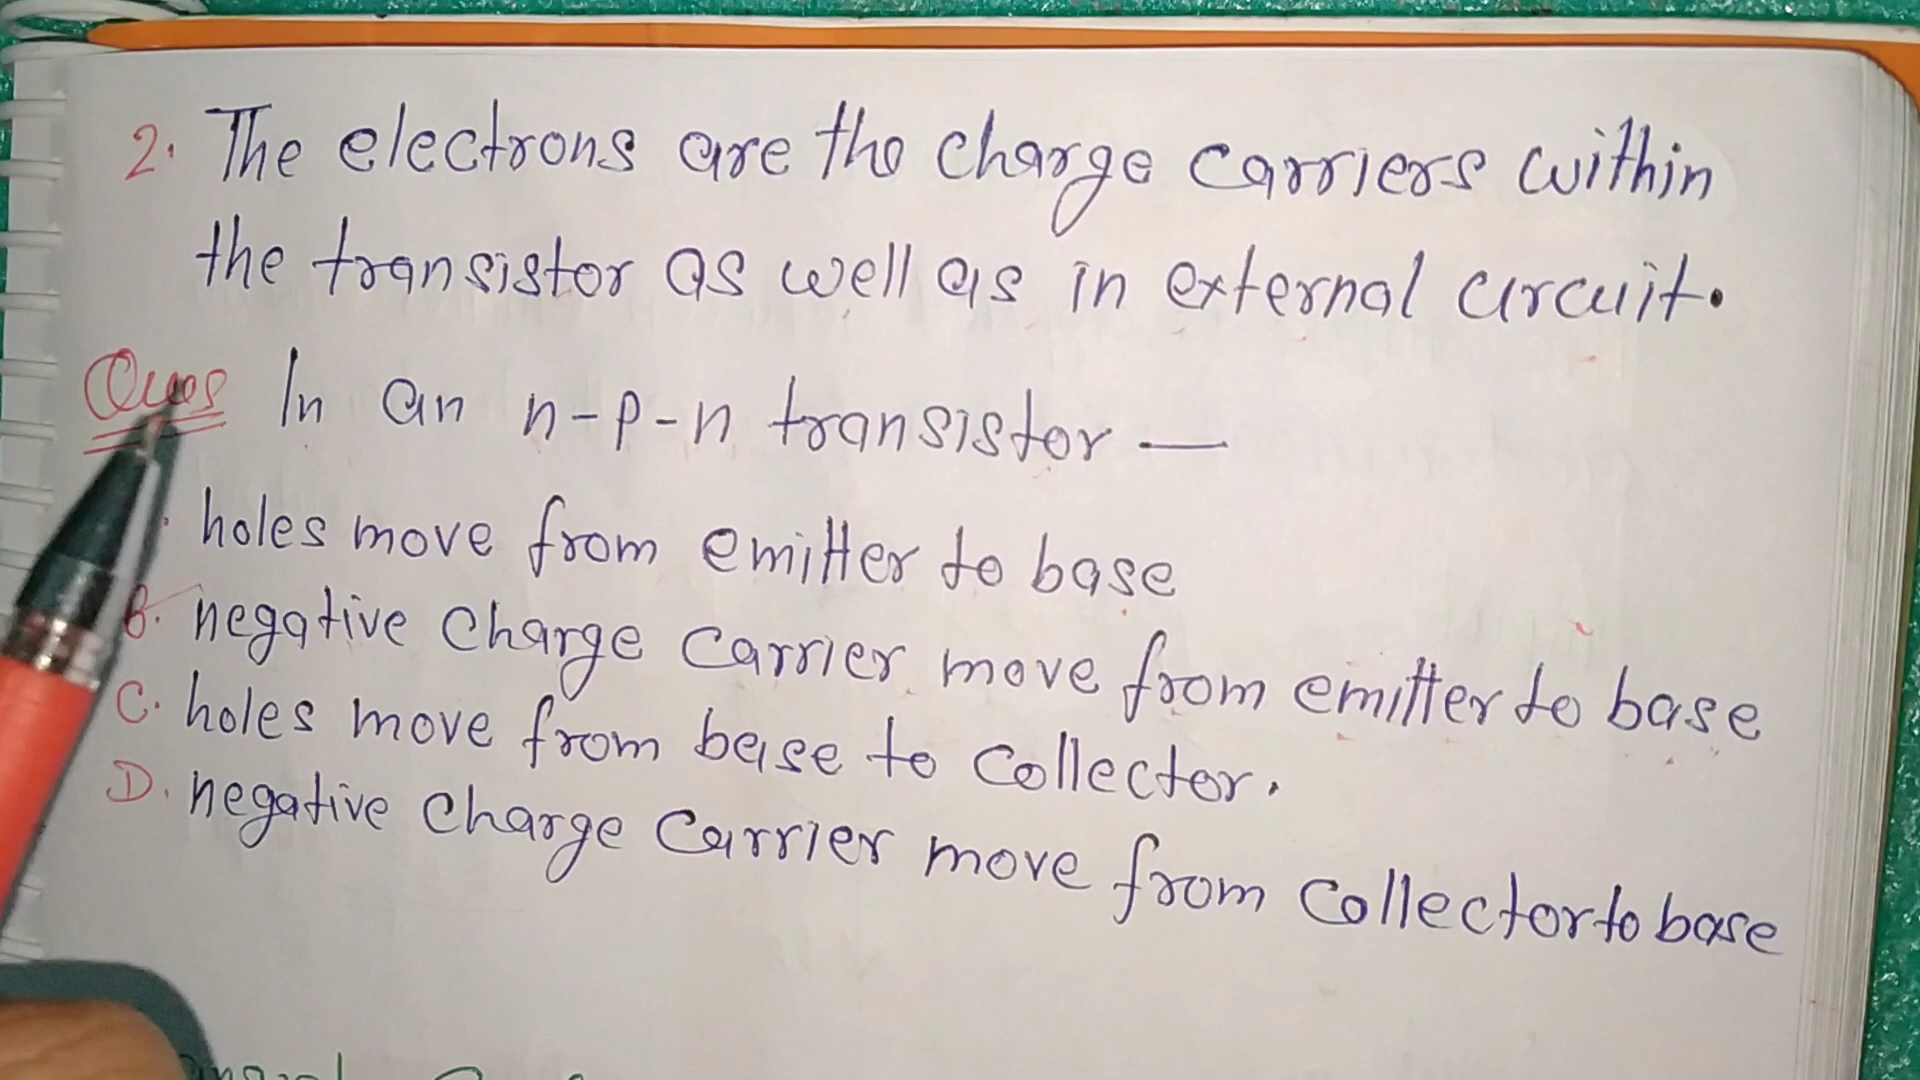 2. The electrons are the charge carriers within
the transistor as well as in external circuit.
Ques In an n-p-n transistor —
holes move from emitter to base
B. negative charge carrier move from emitter to base
C. holes move from base to collector.
D. negative charge carrier move from collector to base